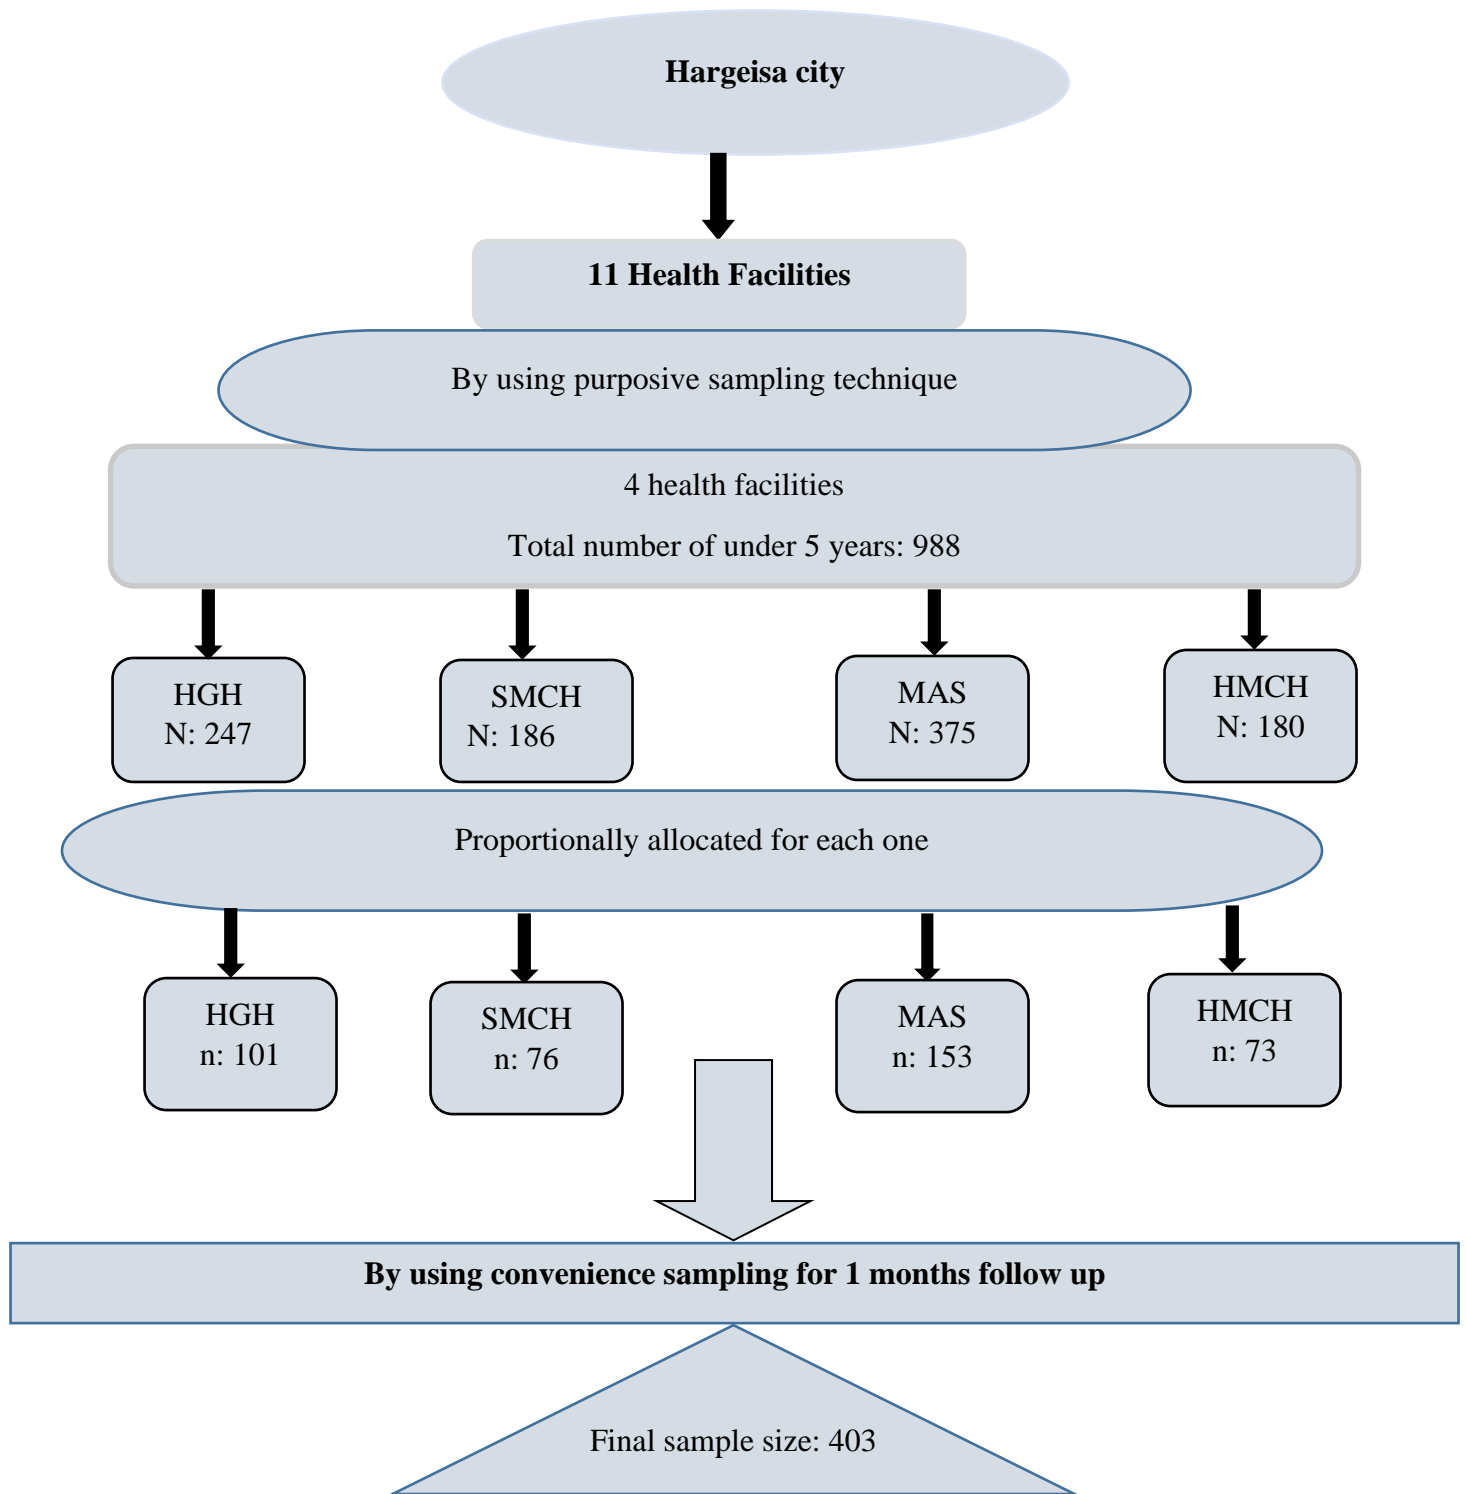 Hargeisa city
11 Health Facilities
By using purposive sampling technique
4 health facilities
Total number of under 5 years: 988
HGH
N: 247
SMCH
N: 186
MAS
N: 375
HMCH
N: 180
Proportionally allocated for each one
HGH
n: 101
SMCH
n: 76
MAS
n: 153
HMCH
n: 73
By using convenience sampling for 1 months follow up
Final sample size: 403